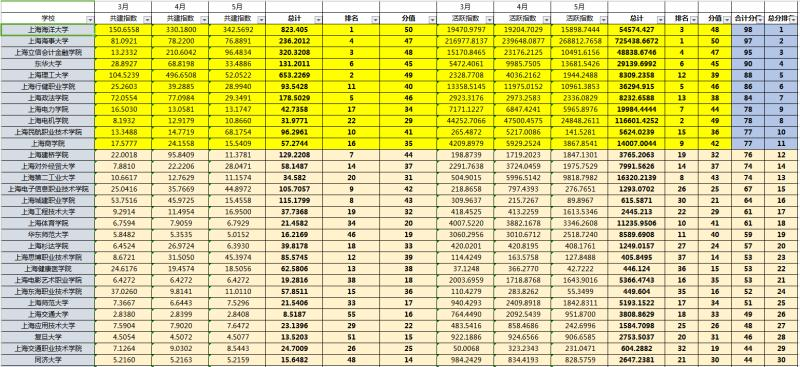 3月 4月 5月 3月 4月 5月
学校 共建指数 共建指数 共建指数 总计 排名 分值 活跃指数 活跃指数 活跃指数 总计 排名 分值 合计分 总分排
上海海洋大学 150.6558 330.1800 342.5692 823.405 1 50 19470.9797 19204.7029 15898.7444 54574.427 3 48 98 1
上海海事大学 81.0921 78.2200 76.8891 236.2012 4 47 216977.8137 239648.0877 268812.7658 725438.6672 1 50 97 2
上海立信会计金融学院 13.2332 210.6042 96.4834 320.3208 3 48 15170.8963 23176.2125 10491.6156 48838.6746 4 47 95 3
东华大学 28.8927 68.8198 33.4886 131.2011 6 45 5472.4061 9985.7505 13681.5426 29139.6992 6 45 90 4
上海理工大学 104.5239 496.6508 52.0522 653.2269 2 49 2328.7708 4036.2162 1944.2488 8309.2358 12 39 88 5
上海行健职业学院 25.2603 39.2885 28.9940 93.5428 11 40 13358.5145 11975.0152 10961.3853 36294.915 5 46 86 6
上海政法学院 72.0554 77.0984 29.3491 178.5029 5 46 2923.3176 2973.2583 2336.0829 8232.6588 13 38 84 7
上海电力学院 16.5030 13.0581 13.1747 42.7358 17 34 7171.1227 6847.4241 5965.8976 19984.4444 7 44 78 9
上海电机学院 8.1932 12.9179 10.8660 31.9771 22 29 44252.7066 47500.4575 24848.2611 116601.4252 2 49 78 8
上海民航职业技术学院 13.3488 14.7719 68.1754 96.2961 10 41 265.4872 5217.0086 141.5281 5624.0239 15 36 77 10
上海商学院 17.5777 24.1558 15.5409 57.2744 16 35 4209.8979 5929.2524 3867.8541 14007.0044 9 42 77 11
上海建桥学院 22.0018 95.8409 11.3781 129.2208 7 44 198.8739 1719.2023 1847.1301 3765.2063 19 32 76 12
上海对外经贸大学 7.8810 22.2206 28.0471 58.1487 14 37 2291.7638 3724.0459 1975.7529 7991.5626 14 37 74 14
上海第二工业大学 10.6617 12.7629 11.1574 34.582 20 31 504.9015 5996.5142 9818.7982 16320.2139 8 43 74 13
上海电子信息职业技术学院 25.0416 35.7669 44.8972 105.7057 9 42 218.8658 797.4393 276.7651 1293.0702 26 25 67 15
上海城建职业学院 53.7516 45.9725 15.4558 115.1799 8 43 309.9637 215.7267 89.8967 615.5871 30 21 64 16
上海工程技术大学 9.2914 11.4954 16.9500 37.7368 19 32 418.4525 413.2255 1613.5346 2445.213 22 29 61 17
上海体育学院 6.7594 7.9059 6.7929 21.4582 34 20 4007.5220 3882.1678 3346.2608 11235.9506 10 41 61 18
华东师范大学 5.8482 5.3535 5.0152 16.2169 46 19 3060.2956 3010.6712 2518.7240 8589.6908 11 40 59 19
上海杉达学院 6.4524 26.9724 6.3930 39.8178 18 33 420.0201 420.8195 408.1761 1249.0157 27 24 57 20
上海思博职业技术学院 8.6721 31.5050 45.3974 85.5745 12 39 114.4249 163.5758 127.8488 405.8495 37 14 53 23
上海健康医学院 24.6176 19.4574 18.5056 62.5806 13 38 37.1248 366.2770 42.7222 446.124 36 15 53 22
上海电影艺术职业学院 6.4272 6.4272 6.4272 19.2816 38 18 2003.6959 1718.8768 1643.9016 5366.4743 16 35 53 21
上海东海职业技术学院 37.0260 9.8141 11.0110 57.8511 15 36 110.4279 283.8262 55.3499 449.604 35 16 52 24
上海师范大学 7.3667 6.6443 7.5296 21.5406 33 17 940.4293 2409.8918 1842.8311 5193.1522 17 34 51 25
上海交通大学 2.8380 2.8380 2.8399 8.5187 55 16 764.4490 2092.5439 951.8700 3808.8629 18 33 49 26
上海应用技术大学 7.5904 7.9020 7.6472 23.1396 29 22 483.5416 858.4686 242.6996 1584.7098 25 26 48 27
复旦大学 4.5054 4.5072 4.5077 13.5203 51 15 922.1886 924.6566 906.6585 2753.5037 20 31 46 28
上海交通职业技术学院 7.1264 9.0302 8.5443 24.7009 26 25 50.0068 323.2343 231.0471 604.2882 32 19 44 29
同济大学 5.2160 5.2163 5.2159 15.6482 48 14 984.2429 834.4193 828.5759 2647.2381 21 30 44 30